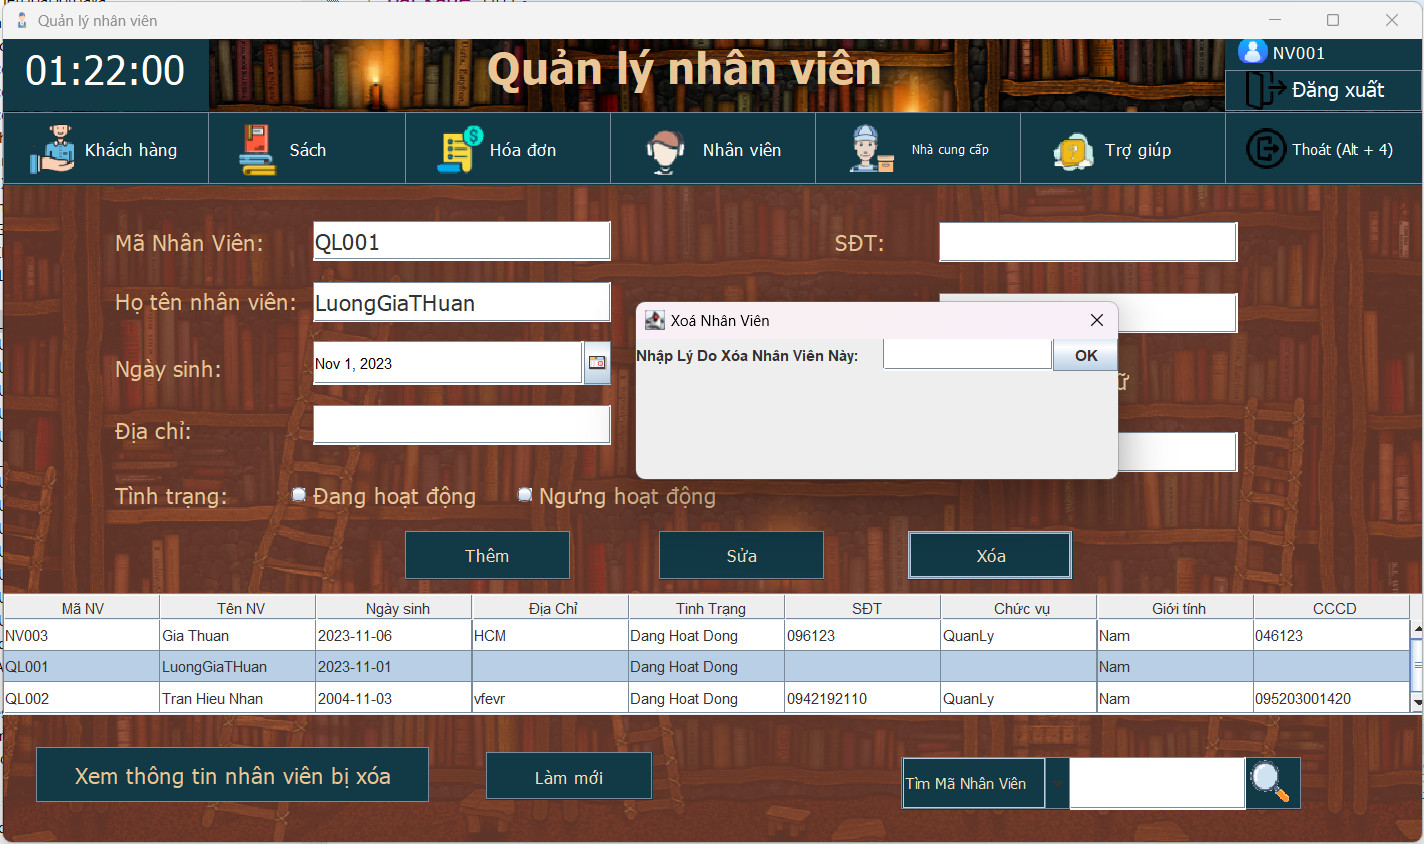 Quản lý nhân viên
01:22:00
Quản lý nhân viên
NV001
Đăng xuất
Khách hàng
Sách
Hóa đơn
Nhân viên
Nhà cung cấp
Trợ giúp
Thoát (Alt + 4)
Mã Nhân Viên:
QL001
SĐT:
Họ tên nhân viên:
LuongGiaTHuan
Ngày sinh:
Nov 1, 2023
Địa chỉ:
Tình trạng:
Đang hoạt động
Ngưng hoạt động
Xoá Nhân Viên
Nhập Lý Do Xóa Nhân Viên Này:
OK
Thêm
Sửa
Xóa
Mã NV Tên NV Ngày sinh Địa Chỉ Tinh Trạng SĐT Chức vụ Giới tính CCCD
NV003 Gia Thuan 2023-11-06 HCM Dang Hoat Dong 096123 QuanLy Nam 046123
QL001 LuongGiaTHuan 2023-11-01 Dang Hoat Dong Nam
QL002 Tran Hieu Nhan 2004-11-03 vfevr Dang Hoat Dong 0942192110 QuanLy Nam 095203001420
Xem thông tin nhân viên bị xóa
Làm mới
Tìm Mã Nhân Viên